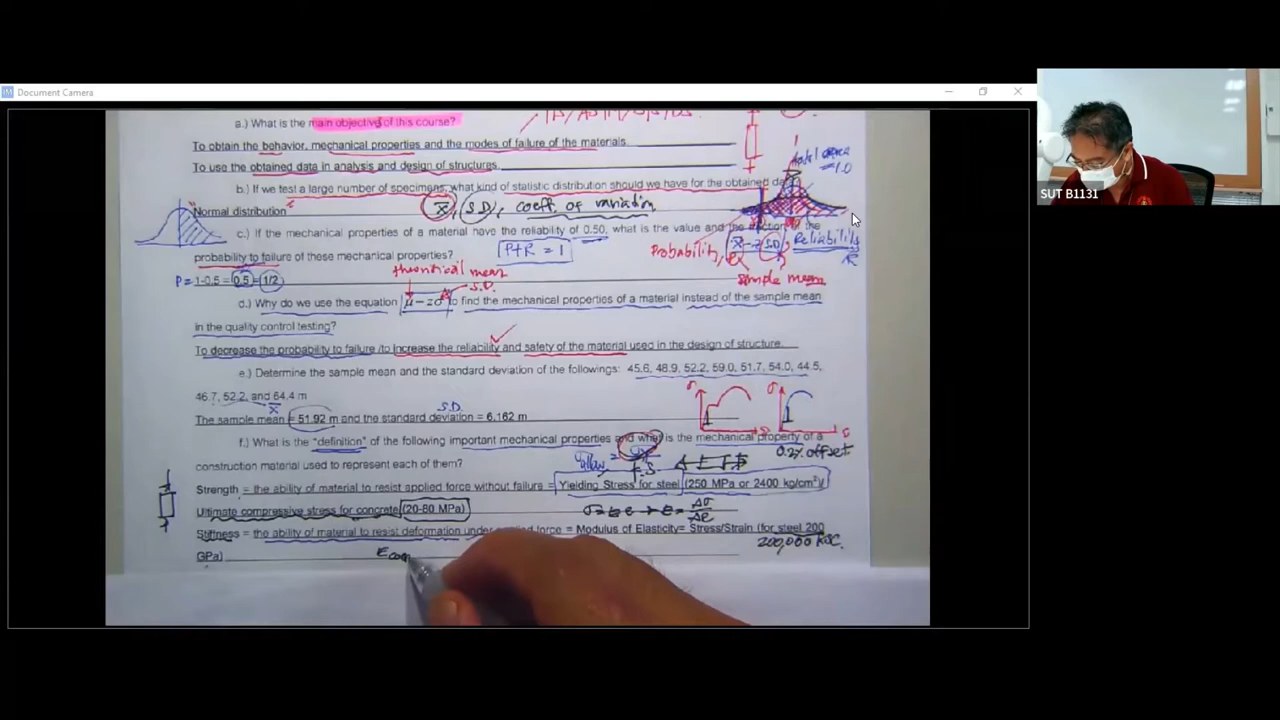 Document Camera
a.) What is the main objective of this course?
To obtain the behavior, mechanical properties and the modes of failure of the materials
To use the obtained data in analysis and design of structures
b.) If we test a large number of specimens, what kind of statistic distribution should we have for the obtained
total area = 1.0
Normal distribution
x̄, S.D, coeff. of variation
c.) If the mechanical properties of a material have the reliability of 0.50, what is the value and the fraction of the
probability to failure of these mechanical properties?
P+R = 1
Probability,
x̄ - z S.D,
Reliability
R
P = 1-0.5 = 0.5 = 1/2
theoritical mean
S.D.
sample mean
d.) Why do we use the equation μ-zσ to find the mechanical properties of a material instead of the sample mean
in the quality control testing?
To decrease the probability to failure /to increase the reliability and safety of the material used in the design of structure.
e.) Determine the sample mean and the standard deviation of the followings: 45.6, 48.9, 52.2, 59.0, 51.7, 54.0, 44.5,
46.7, 52.2, and 64.4 m
x̄
S.D.
The sample mean = 51.92 m and the standard deviation = 6.162 m
σ
σ
f.) What is the "definition" of the following important mechanical properties and what is the mechanical property of a
0.2% offset
construction material used to represent each of them?
σallow =
F.S.
Strength = the ability of material to resist applied force without failure = Yielding Stress for steel (250 MPa or 2400 kg/cm²)/
Ultimate compressive stress for concrete (20-80 MPa)
σ = Eε → E = Δσ/Δε
Stiffness = the ability of material to resist deformation under applied force = Modulus of Elasticity= Stress/Strain (for steel 200
GPa)
200,000
Econ
SUT B1131